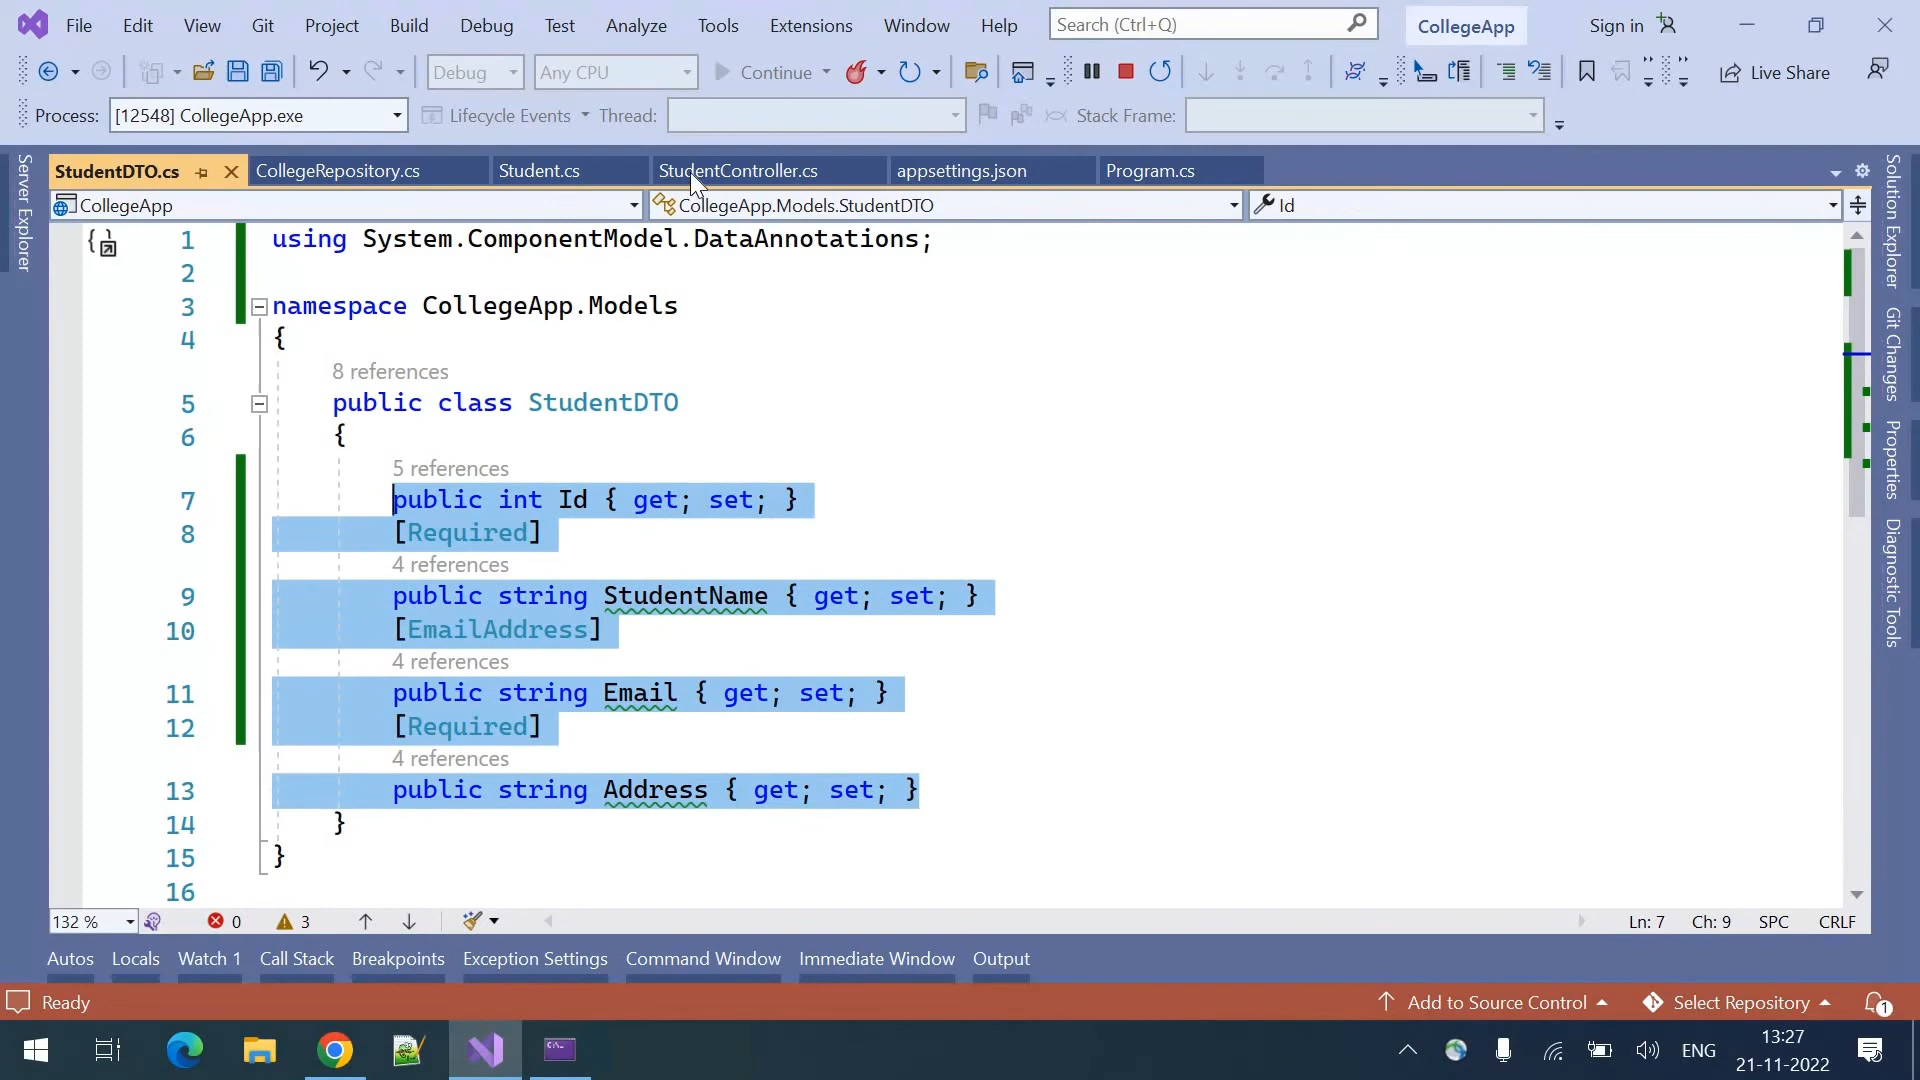 File Edit View Git Project Build Debug Test Analyze Tools Extensions Window Help Search (Ctrl+Q) CollegeApp Sign in
Debug Any CPU Continue Live Share
Process: [12548] CollegeApp.exe Lifecycle Events Thread: Stack Frame:
StudentDTO.cs CollegeRepository.cs Student.cs StudentController.cs appsettings.json Program.cs
CollegeApp CollegeApp.Models.StudentDTO Id
Server Explorer
1 using System.ComponentModel.DataAnnotations;
2
3 namespace CollegeApp.Models
4 {
8 references
5 public class StudentDTO
6 {
5 references
7 public int Id { get; set; }
8 [Required]
4 references
9 public string StudentName { get; set; }
10 [EmailAddress]
4 references
11 public string Email { get; set; }
12 [Required]
4 references
13 public string Address { get; set; }
14 }
15 }
16
Solution Explorer
Git Changes
Properties
Diagnostic Tools
132 % 0 3 Ln: 7 Ch: 9 SPC CRLF
Autos Locals Watch 1 Call Stack Breakpoints Exception Settings Command Window Immediate Window Output
Ready Add to Source Control Select Repository 1
ENG 13:27
21-11-2022